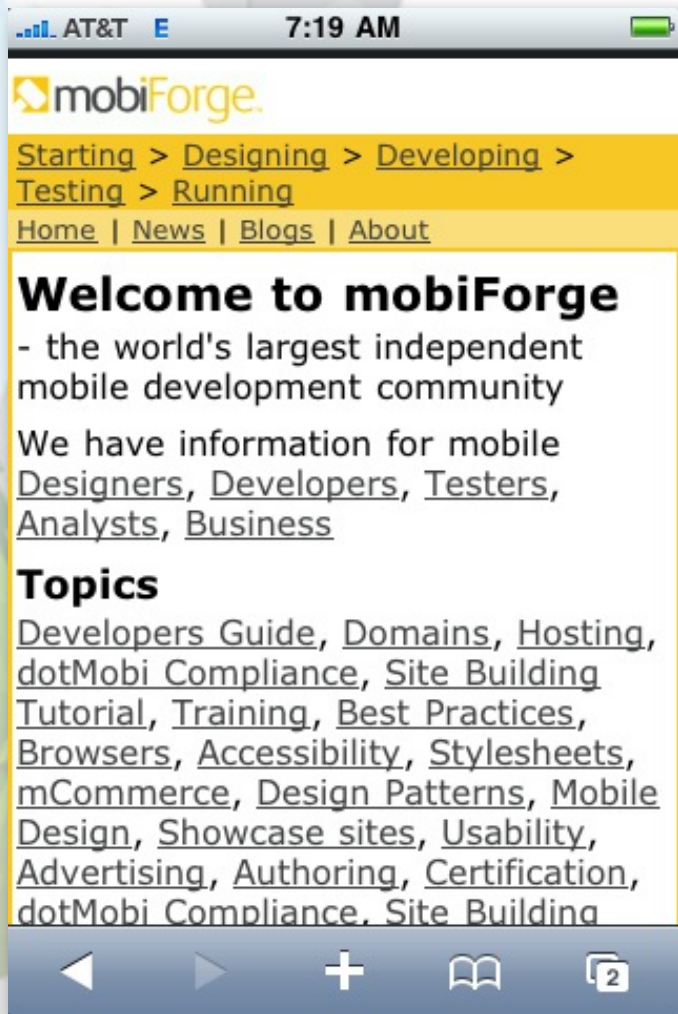 AT&T E 7:19 AM
mobiForge.
Starting > Designing > Developing >
Testing > Running
Home | News | Blogs | About
Welcome to mobiForge
- the world's largest independent
mobile development community
We have information for mobile
Designers, Developers, Testers,
Analysts, Business
Topics
Developers Guide, Domains, Hosting,
dotMobi Compliance, Site Building
Tutorial, Training, Best Practices,
Browsers, Accessibility, Stylesheets,
mCommerce, Design Patterns, Mobile
Design, Showcase sites, Usability,
Advertising, Authoring, Certification,
dotMobi Compliance, Site Building
2